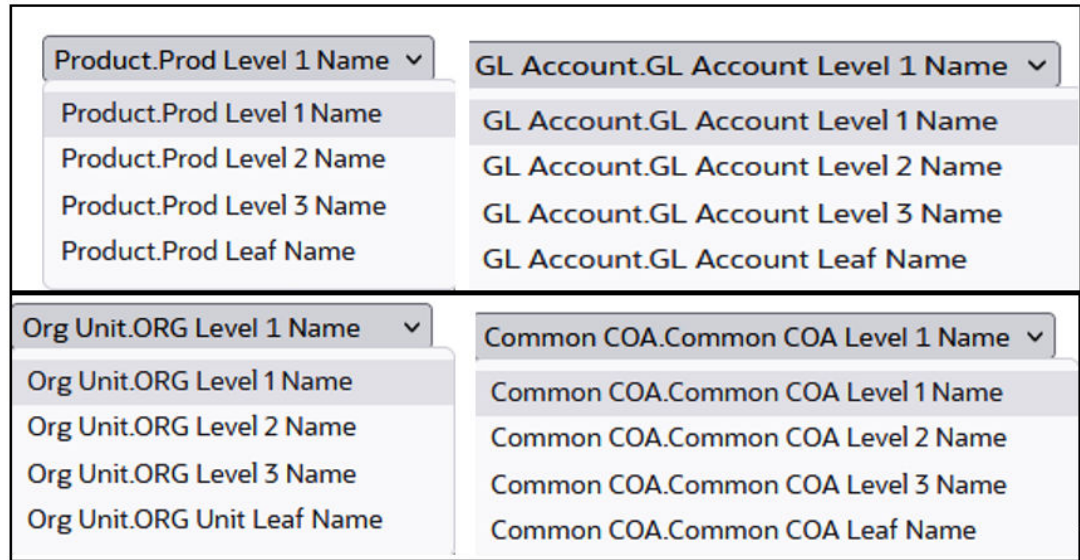 Product.Prod Level 1 Name
Product.Prod Level 1 Name
Product.Prod Level 2 Name
Product.Prod Level 3 Name
Product.Prod Leaf Name
GL Account.GL Account Level 1 Name
GL Account.GL Account Level 1 Name
GL Account.GL Account Level 2 Name
GL Account.GL Account Level 3 Name
GL Account.GL Account Leaf Name
Org Unit.ORG Level 1 Name
Org Unit.ORG Level 1 Name
Org Unit.ORG Level 2 Name
Org Unit.ORG Level 3 Name
Org Unit.ORG Unit Leaf Name
Common COA.Common COA Level 1 Name
Common COA.Common COA Level 1 Name
Common COA.Common COA Level 2 Name
Common COA.Common COA Level 3 Name
Common COA.Common COA Leaf Name